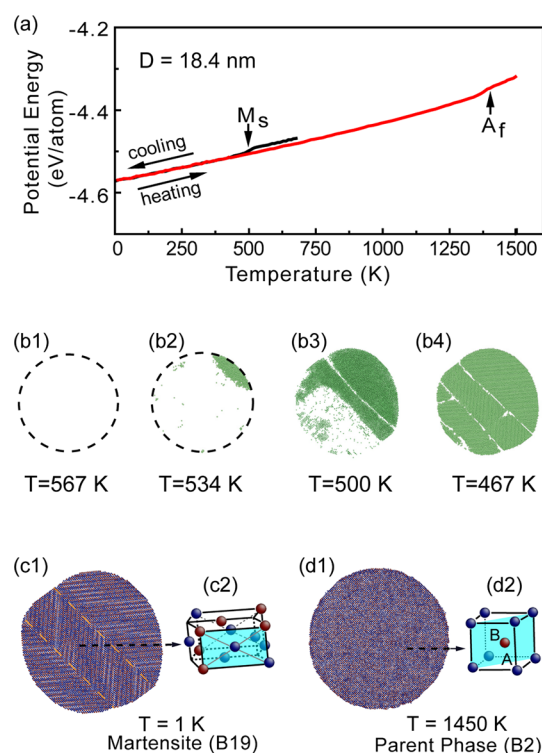 (a)
-4.2
-4.4
-4.6
Potential Energy
(eV/atom)
D = 18.4 nm
Ms
Af
cooling
heating
0 250 500 750 1000 1250 1500
Temperature (K)
(b1) (b2) (b3) (b4)
T=567 K T=534 K T=500 K T=467 K
(c1) (c2) (d1) (d2)
B
A
T = 1 K T = 1450 K
Martensite (B19) Parent Phase (B2)